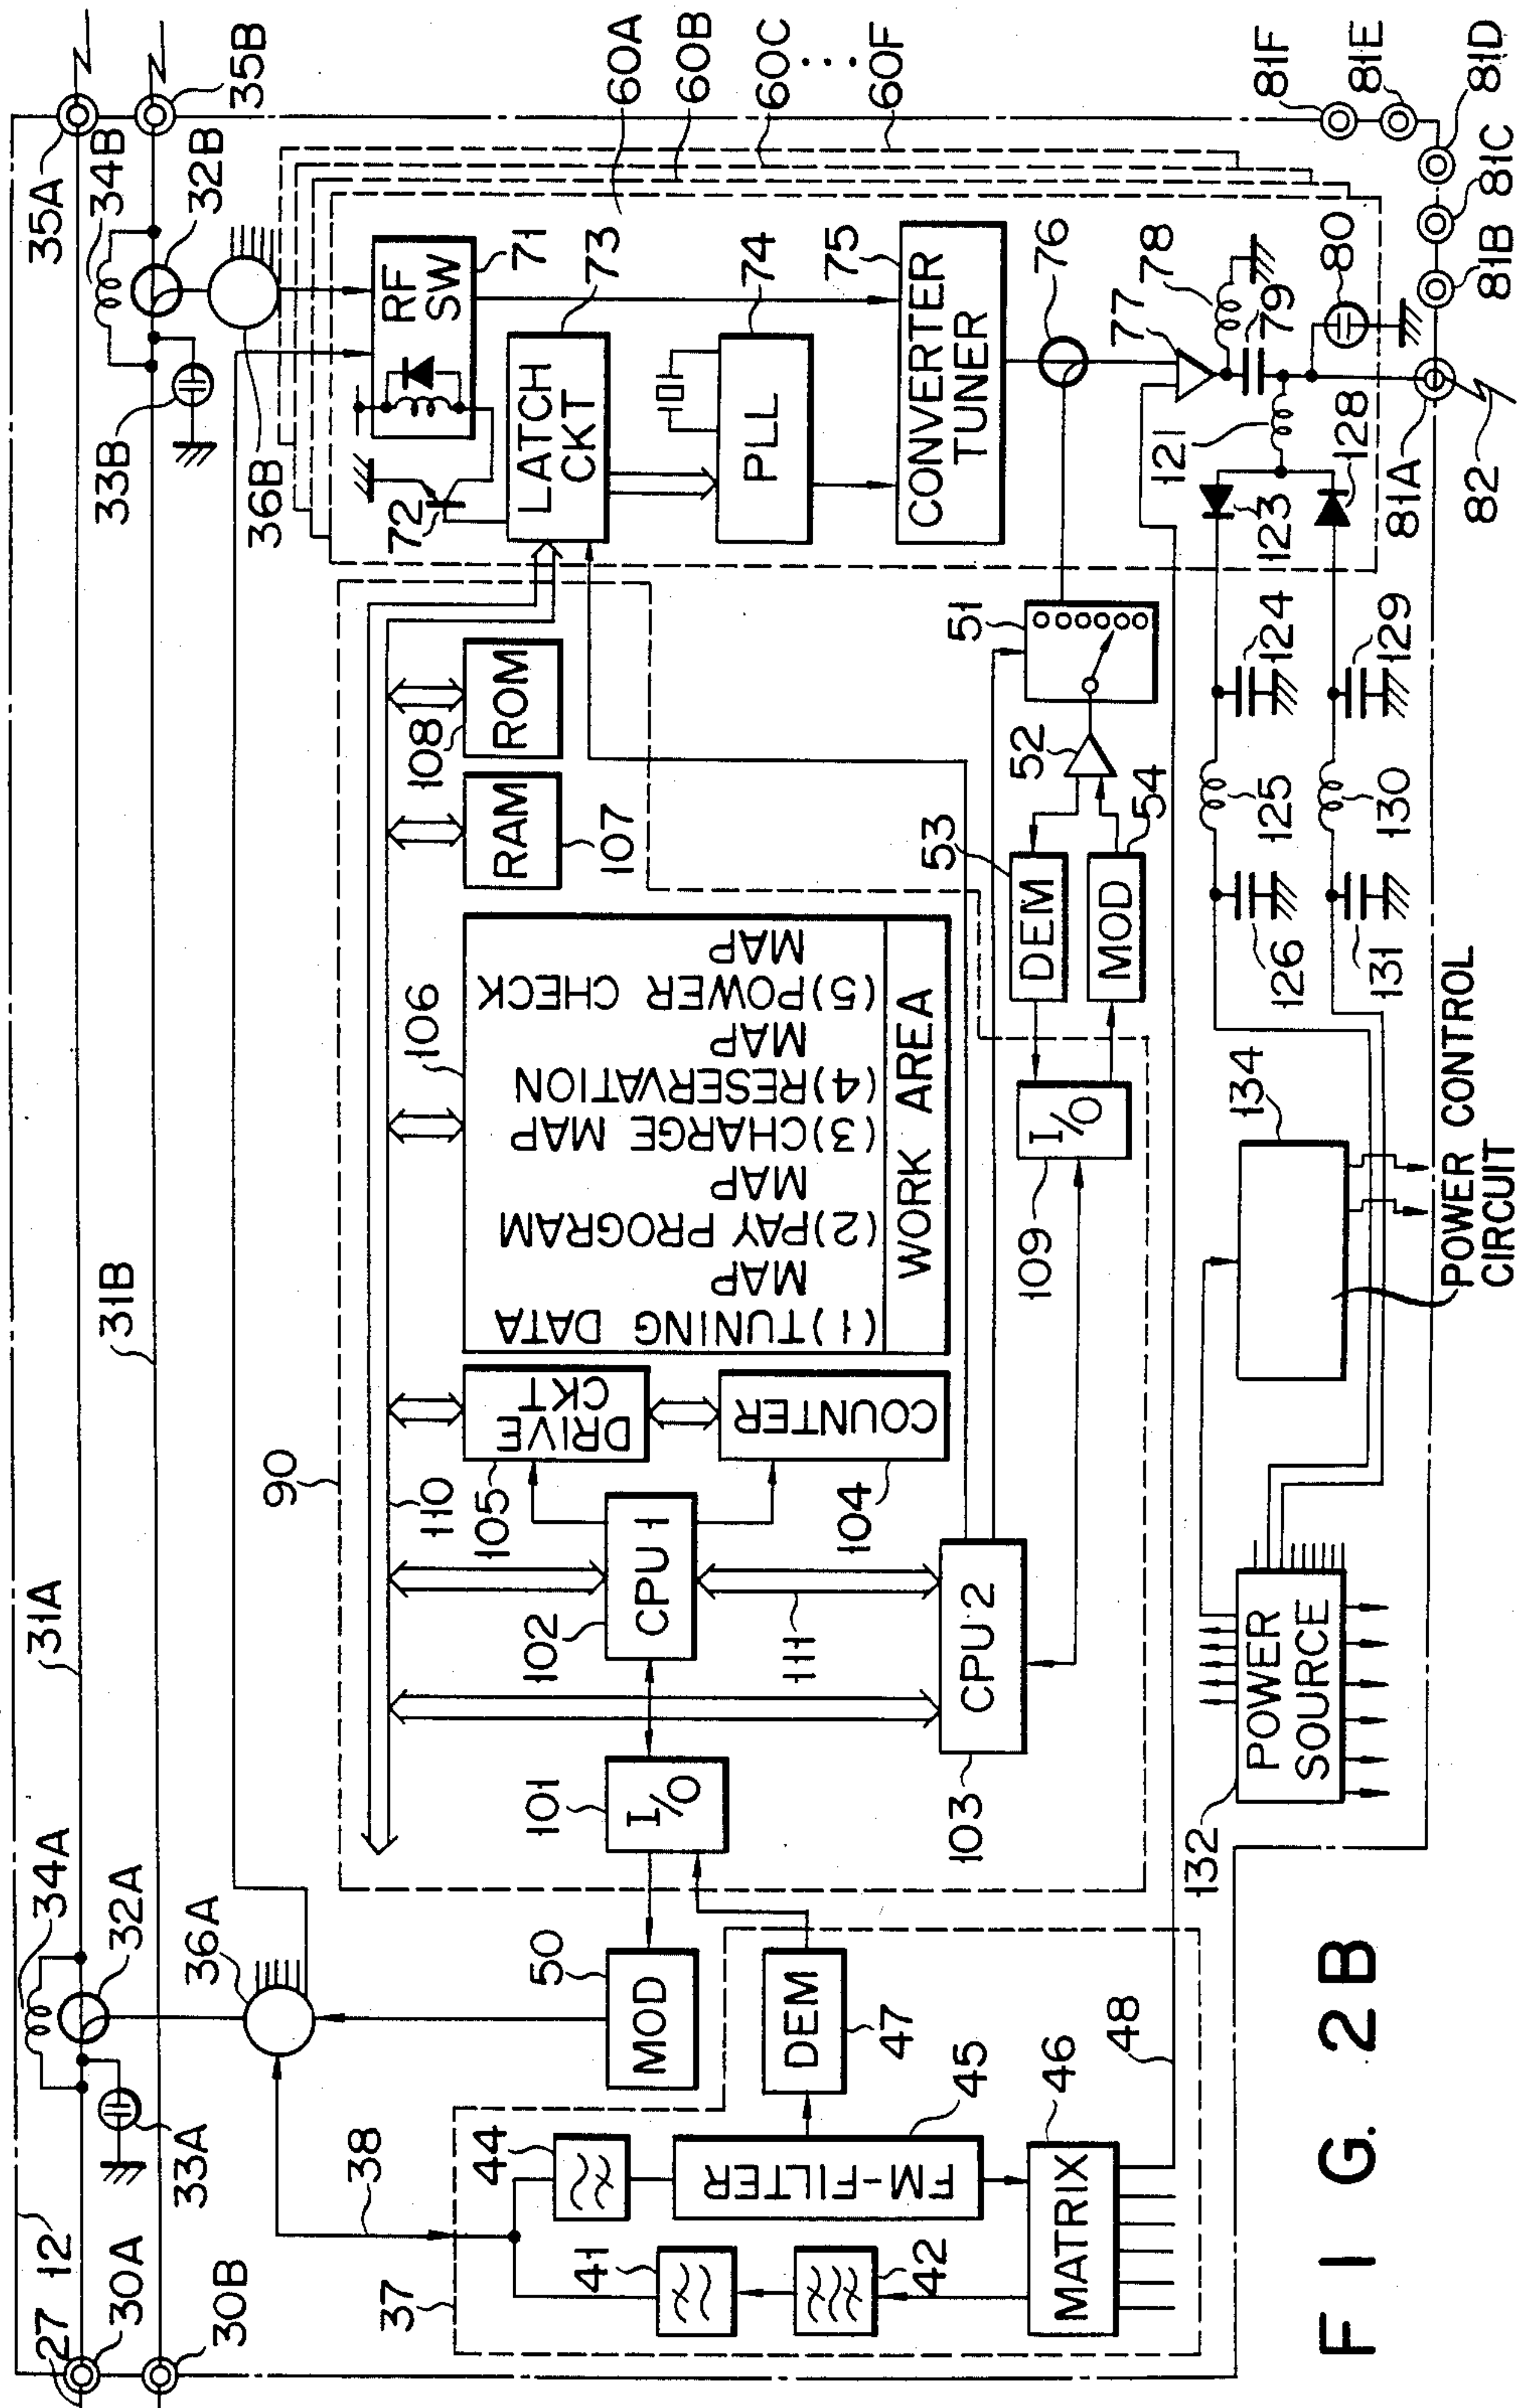 27
12
30A
30B
34A
33A
32A
31A
31B
36A
34B
33B
32B
35A
35B
36B
60A
60B
60C
60F
37
38
41
42
44
FM-FILTER
45
MATRIX
46
DEM
47
48
MOD
50
90
I/O
101
CPU 1
102
CPU 2
103
COUNTER
104
DRIVE
CKT
105
110
111
106
(1)TUNING DATA
MAP
(2)PAY PROGRAM
MAP
(3)CHARGE MAP
(4)RESERVATION
MAP
(5)POWER CHECK
MAP
WORK AREA
RAM
107
ROM
108
I/O
109
DEM
53
MOD
54
52
51
RF
SW
71
72
LATCH
CKT
73
PLL
74
CONVERTER
TUNER
75
76
77
78
79
80
121
123
128
124
125
126
129
130
131
POWER
SOURCE
132
134
POWER CONTROL
CIRCUIT
81A
82
81B
81C
81D
81E
81F
FIG. 2B